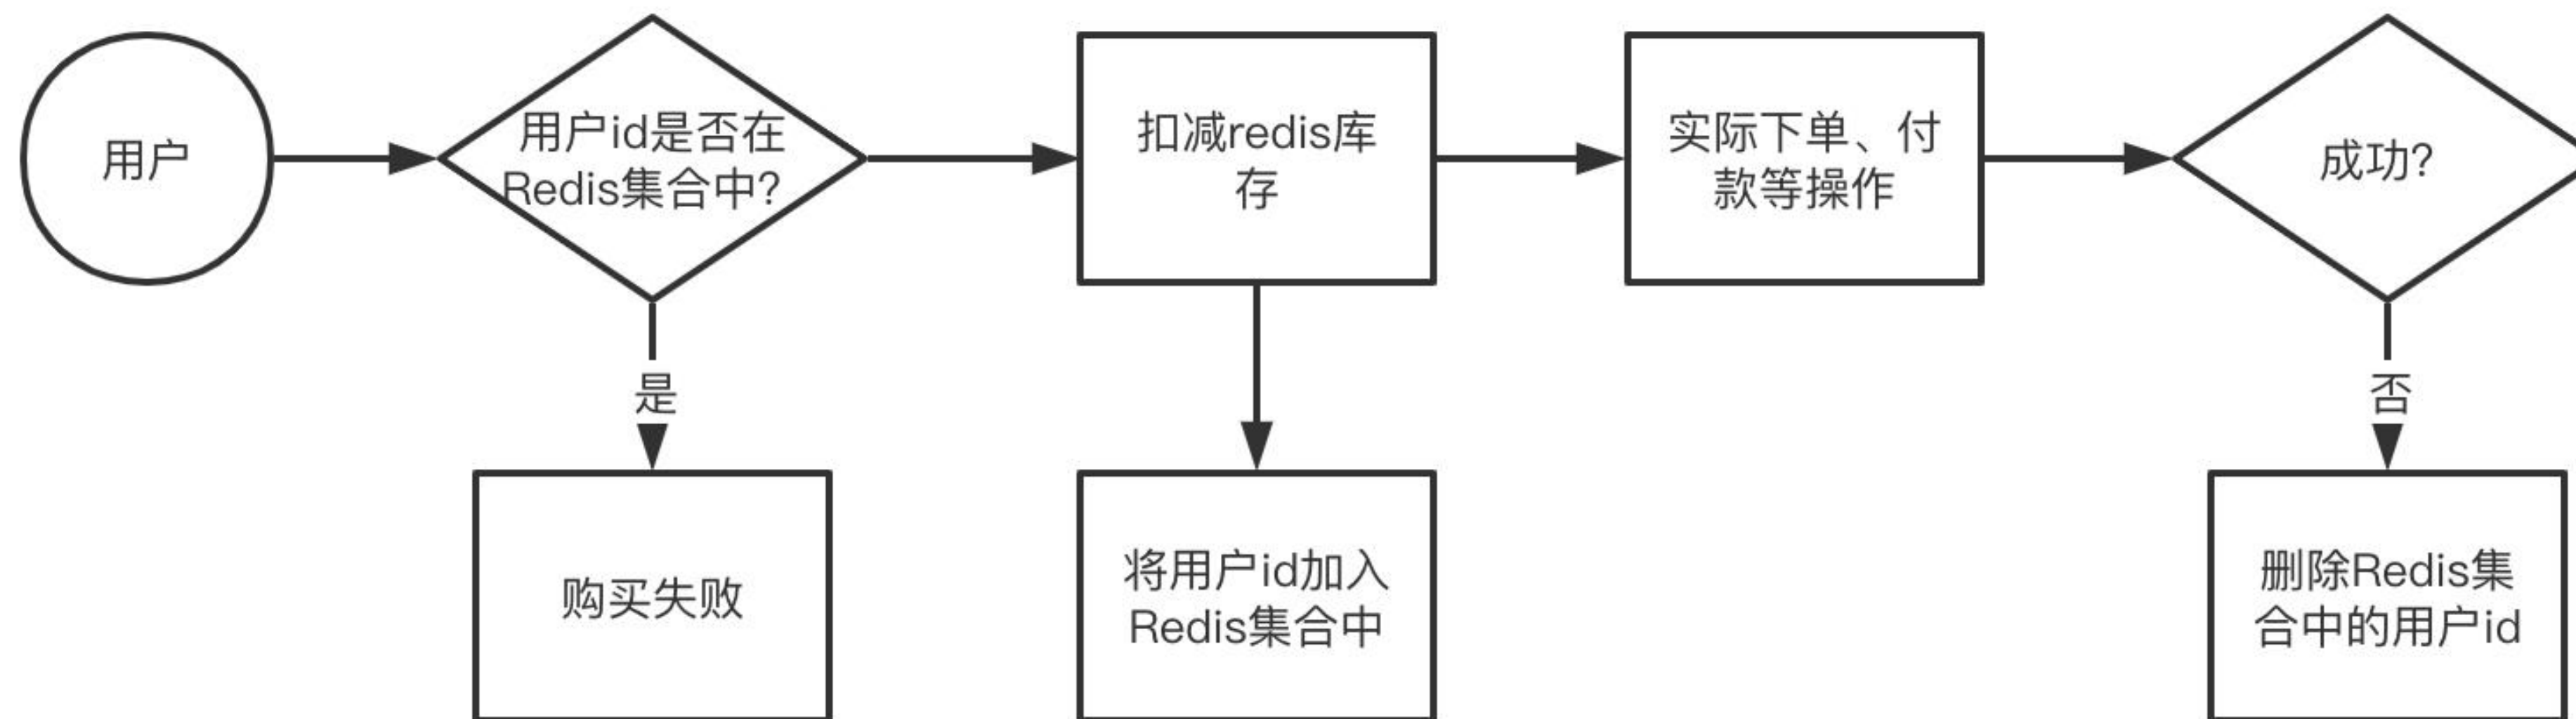 用户
用户id是否在
Redis集合中?
扣减redis库
存
实际下单、付
款等操作
成功?
是
否
购买失败
将用户id加入
Redis集合中
删除Redis集
合中的用户id